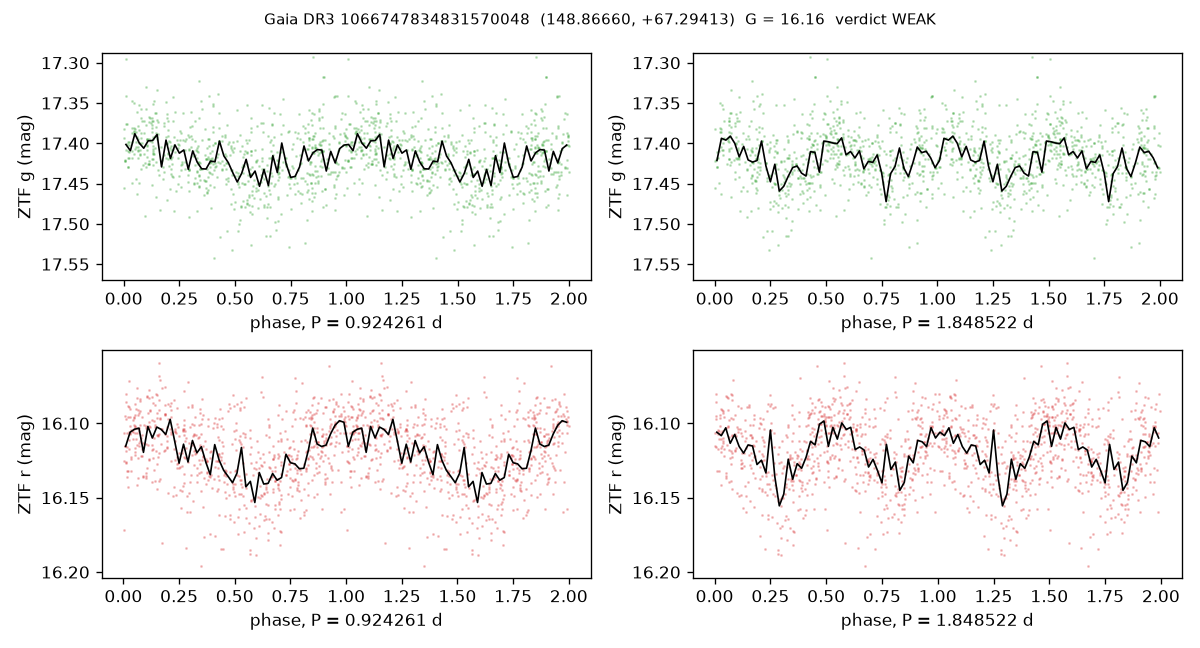 Gaia DR3 1066747834831570048  (148.86660, +67.29413)  G = 16.16  verdict WEAK
ZTF g (mag)
17.30
17.35
17.40
17.45
17.50
17.55
0.00 0.25 0.50 0.75 1.00 1.25 1.50 1.75 2.00
phase, P = 0.924261 d
ZTF g (mag)
17.30
17.35
17.40
17.45
17.50
17.55
0.00 0.25 0.50 0.75 1.00 1.25 1.50 1.75 2.00
phase, P = 1.848522 d
ZTF r (mag)
16.10
16.15
16.20
0.00 0.25 0.50 0.75 1.00 1.25 1.50 1.75 2.00
phase, P = 0.924261 d
ZTF r (mag)
16.10
16.15
16.20
0.00 0.25 0.50 0.75 1.00 1.25 1.50 1.75 2.00
phase, P = 1.848522 d